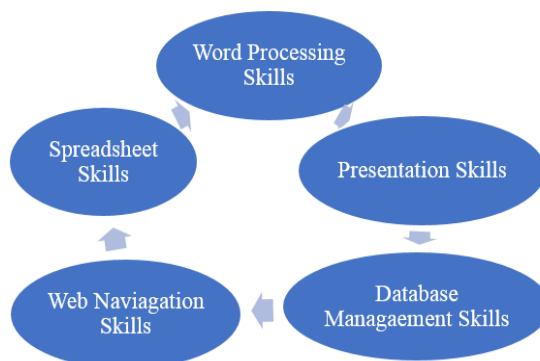 Word Processing
Skills
Presentation Skills
Database
Managaement Skills
Web Naviagation
Skills
Spreadsheet
Skills